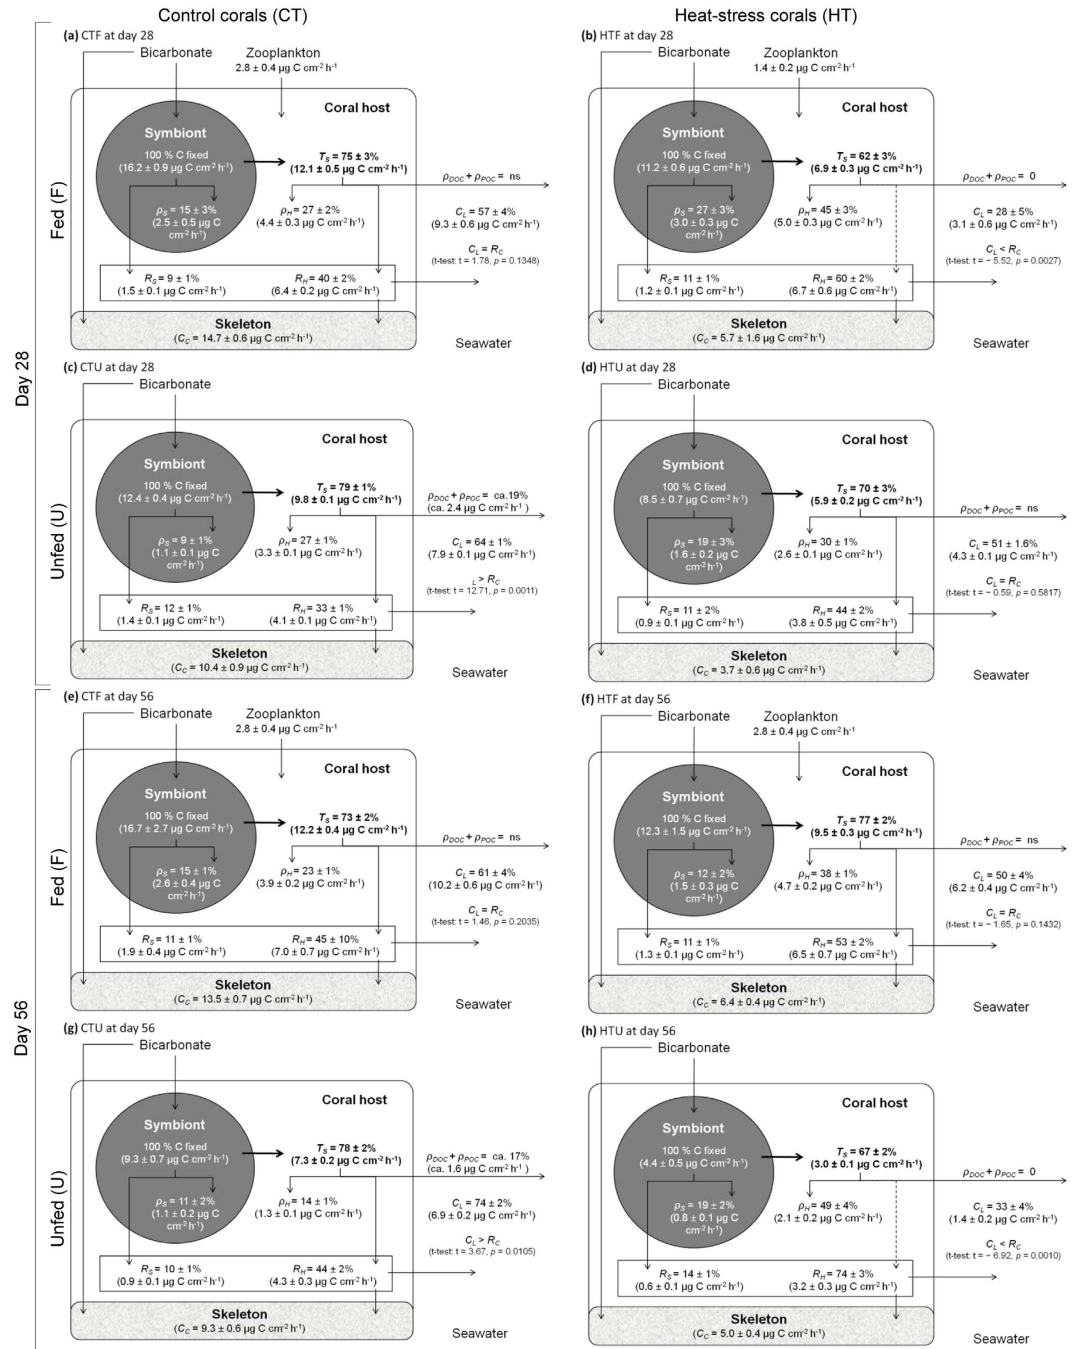 Control corals (CT)
Heat-stress corals (HT)
Day 28
Fed (F)
(a) CTF at day 28
Bicarbonate
Zooplankton
2.8 ± 0.4 µg C cm⁻² h⁻¹
Coral host
Symbiont
100 % C fixed
(16.2 ± 0.9 µg C cm⁻² h⁻¹)
TS = 75 ± 3%
(12.1 ± 0.5 µg C cm⁻² h⁻¹)
ρDOC + ρPOC = ns
ρS = 15 ± 3%
(2.5 ± 0.5 µg C
cm⁻² h⁻¹)
ρH = 27 ± 2%
(4.4 ± 0.3 µg C cm⁻² h⁻¹)
CL = 57 ± 4%
(9.3 ± 0.6 µg C cm⁻² h⁻¹)
CL = RC
(t-test: t = 1.78, p = 0.1348)
RS = 9 ± 1%
(1.5 ± 0.1 µg C cm⁻² h⁻¹)
RH = 40 ± 2%
(6.4 ± 0.2 µg C cm⁻² h⁻¹)
Skeleton
(CC = 14.7 ± 0.6 µg C cm⁻² h⁻¹)
Seawater
(b) HTF at day 28
Bicarbonate
Zooplankton
1.4 ± 0.2 µg C cm⁻² h⁻¹
Coral host
Symbiont
100 % C fixed
(11.2 ± 0.6 µg C cm⁻² h⁻¹)
TS = 62 ± 3%
(6.9 ± 0.3 µg C cm⁻² h⁻¹)
ρDOC + ρPOC = 0
ρS = 27 ± 3%
(3.0 ± 0.3 µg C
cm⁻² h⁻¹)
ρH = 45 ± 3%
(5.0 ± 0.3 µg C cm⁻² h⁻¹)
CL = 28 ± 5%
(3.1 ± 0.6 µg C cm⁻² h⁻¹)
CL < RC
(t-test: t = − 5.52, p = 0.0027)
RS = 11 ± 1%
(1.2 ± 0.1 µg C cm⁻² h⁻¹)
RH = 60 ± 2%
(6.7 ± 0.6 µg C cm⁻² h⁻¹)
Skeleton
(CC = 5.7 ± 1.6 µg C cm⁻² h⁻¹)
Seawater
Unfed (U)
(c) CTU at day 28
Bicarbonate
Coral host
Symbiont
100 % C fixed
(12.4 ± 0.4 µg C cm⁻² h⁻¹)
TS = 79 ± 1%
(9.8 ± 0.1 µg C cm⁻² h⁻¹)
ρDOC + ρPOC = ca.19%
(ca. 2.4 µg C cm⁻² h⁻¹ )
ρS = 9 ± 1%
(1.1 ± 0.1 µg C
cm⁻² h⁻¹)
ρH = 27 ± 1%
(3.3 ± 0.1 µg C cm⁻² h⁻¹)
CL = 64 ± 1%
(7.9 ± 0.1 µg C cm⁻² h⁻¹)
L > RC
(t-test: t = 12.71, p = 0.0011)
RS = 12 ± 1%
(1.4 ± 0.1 µg C cm⁻² h⁻¹)
RH = 33 ± 1%
(4.1 ± 0.1 µg C cm⁻² h⁻¹)
Skeleton
(CC = 10.4 ± 0.9 µg C cm⁻² h⁻¹)
Seawater
(d) HTU at day 28
Bicarbonate
Coral host
Symbiont
100 % C fixed
(8.5 ± 0.7 µg C cm⁻² h⁻¹)
TS = 70 ± 3%
(5.9 ± 0.2 µg C cm⁻² h⁻¹)
ρDOC + ρPOC = ns
ρS = 19 ± 3%
(1.6 ± 0.2 µg C
cm⁻² h⁻¹)
ρH = 30 ± 1%
(2.6 ± 0.1 µg C cm⁻² h⁻¹)
CL = 51 ± 1.6%
(4.3 ± 0.1 µg C cm⁻² h⁻¹)
CL = RC
(t-test: t = − 0.59, p = 0.5817)
RS = 11 ± 2%
(0.9 ± 0.1 µg C cm⁻² h⁻¹)
RH = 44 ± 2%
(3.8 ± 0.5 µg C cm⁻² h⁻¹)
Skeleton
(CC = 3.7 ± 0.6 µg C cm⁻² h⁻¹)
Seawater
Day 56
Fed (F)
(e) CTF at day 56
Bicarbonate
Zooplankton
2.8 ± 0.4 µg C cm⁻² h⁻¹
Coral host
Symbiont
100 % C fixed
(16.7 ± 2.7 µg C cm⁻² h⁻¹)
TS = 73 ± 2%
(12.2 ± 0.4 µg C cm⁻² h⁻¹)
ρDOC + ρPOC = ns
ρS = 15 ± 1%
(2.6 ± 0.4 µg C
cm⁻² h⁻¹)
ρH = 23 ± 1%
(3.9 ± 0.2 µg C cm⁻² h⁻¹)
CL = 61 ± 4%
(10.2 ± 0.6 µg C cm⁻² h⁻¹)
CL = RC
(t-test: t = 1.46, p = 0.2035)
RS = 11 ± 1%
(1.9 ± 0.4 µg C cm⁻² h⁻¹)
RH = 45 ± 10%
(7.0 ± 0.7 µg C cm⁻² h⁻¹)
Skeleton
(CC = 13.5 ± 0.7 µg C cm⁻² h⁻¹)
Seawater
(f) HTF at day 56
Bicarbonate
Zooplankton
2.8 ± 0.4 µg C cm⁻² h⁻¹
Coral host
Symbiont
100 % C fixed
(12.3 ± 1.5 µg C cm⁻² h⁻¹)
TS = 77 ± 2%
(9.5 ± 0.3 µg C cm⁻² h⁻¹)
ρDOC + ρPOC = ns
ρS = 12 ± 2%
(1.5 ± 0.3 µg C
cm⁻² h⁻¹)
ρH = 38 ± 1%
(4.7 ± 0.2 µg C cm⁻² h⁻¹)
CL = 50 ± 4%
(6.2 ± 0.4 µg C cm⁻² h⁻¹)
CL = RC
(t-test: t = − 1.65, p = 0.1432)
RS = 11 ± 1%
(1.3 ± 0.1 µg C cm⁻² h⁻¹)
RH = 53 ± 2%
(6.5 ± 0.7 µg C cm⁻² h⁻¹)
Skeleton
(CC = 6.4 ± 0.4 µg C cm⁻² h⁻¹)
Seawater
Unfed (U)
(g) CTU at day 56
Bicarbonate
Coral host
Symbiont
100 % C fixed
(9.3 ± 0.7 µg C cm⁻² h⁻¹)
TS = 78 ± 2%
(7.3 ± 0.2 µg C cm⁻² h⁻¹)
ρDOC + ρPOC = ca. 17%
(ca. 1.6 µg C cm⁻² h⁻¹ )
ρS = 11 ± 2%
(1.1 ± 0.2 µg C
cm⁻² h⁻¹)
ρH = 14 ± 1%
(1.3 ± 0.1 µg C cm⁻² h⁻¹)
CL = 74 ± 2%
(6.9 ± 0.2 µg C cm⁻² h⁻¹)
CL > RC
(t-test: t = 3.67, p = 0.0105)
RS = 10 ± 1%
(0.9 ± 0.1 µg C cm⁻² h⁻¹)
RH = 44 ± 2%
(4.3 ± 0.3 µg C cm⁻² h⁻¹)
Skeleton
(CC = 9.3 ± 0.6 µg C cm⁻² h⁻¹)
Seawater
(h) HTU at day 56
Bicarbonate
Coral host
Symbiont
100 % C fixed
(4.4 ± 0.5 µg C cm⁻² h⁻¹)
TS = 67 ± 2%
(3.0 ± 0.1 µg C cm⁻² h⁻¹)
ρDOC + ρPOC = 0
ρS = 19 ± 2%
(0.8 ± 0.1 µg C
cm⁻² h⁻¹)
ρH = 49 ± 4%
(2.1 ± 0.2 µg C cm⁻² h⁻¹)
CL = 33 ± 4%
(1.4 ± 0.2 µg C cm⁻² h⁻¹)
CL < RC
(t-test: t = − 6.92, p = 0.0010)
RS = 14 ± 1%
(0.6 ± 0.1 µg C cm⁻² h⁻¹)
RH = 74 ± 3%
(3.2 ± 0.3 µg C cm⁻² h⁻¹)
Skeleton
(CC = 5.0 ± 0.4 µg C cm⁻² h⁻¹)
Seawater